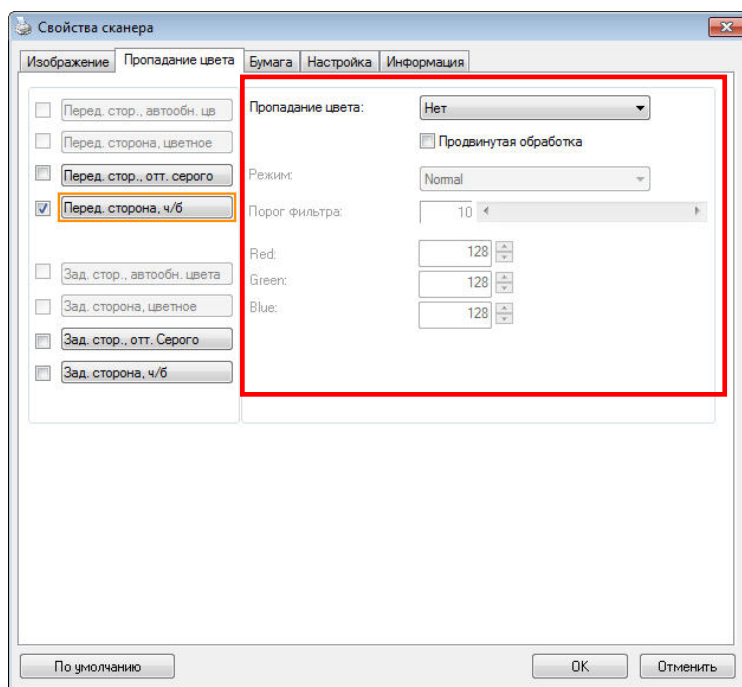 Свойства сканера
Изображение Пропадание цвета Бумага Настройка Информация
Перед. стор., автообн. цв
Перед. сторона, цветное
Перед. стор., отт. серого
Перед. сторона, ч/б
Зад. стор., автообн. цвета
Зад. сторона, цветное
Зад. стор., отт. Серого
Зад. сторона, ч/б
Пропадание цвета: Нет
Продвинутая обработка
Режим: Normal
Порог фильтра: 10
Red: 128
Green: 128
Blue: 128
По умолчанию OK Отменить